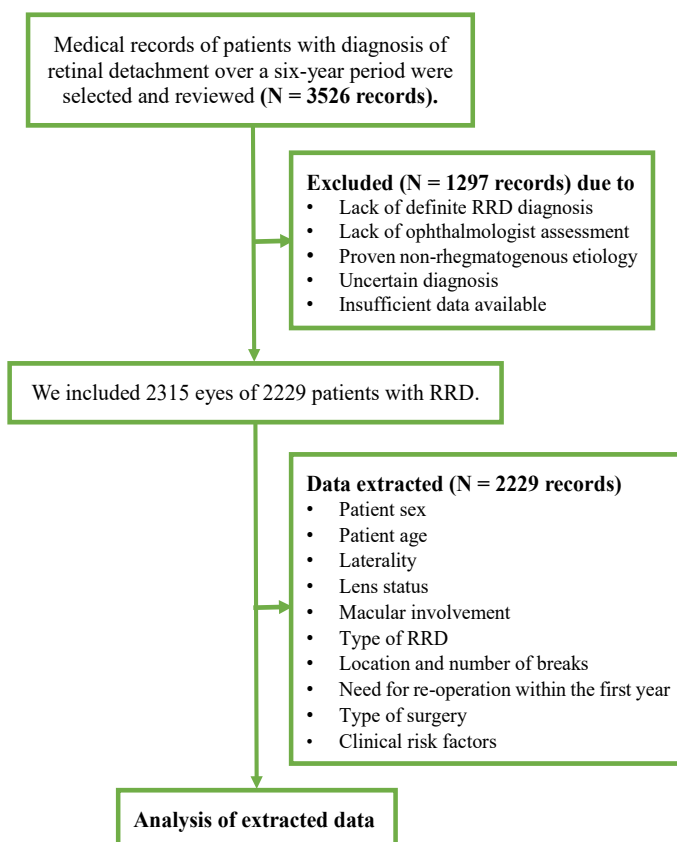 Medical records of patients with diagnosis of
retinal detachment over a six-year period were
selected and reviewed (N = 3526 records).
Excluded (N = 1297 records) due to
• Lack of definite RRD diagnosis
• Lack of ophthalmologist assessment
• Proven non-rhegmatogenous etiology
• Uncertain diagnosis
• Insufficient data available
We included 2315 eyes of 2229 patients with RRD.
Data extracted (N = 2229 records)
• Patient sex
• Patient age
• Laterality
• Lens status
• Macular involvement
• Type of RRD
• Location and number of breaks
• Need for re-operation within the first year
• Type of surgery
• Clinical risk factors
Analysis of extracted data